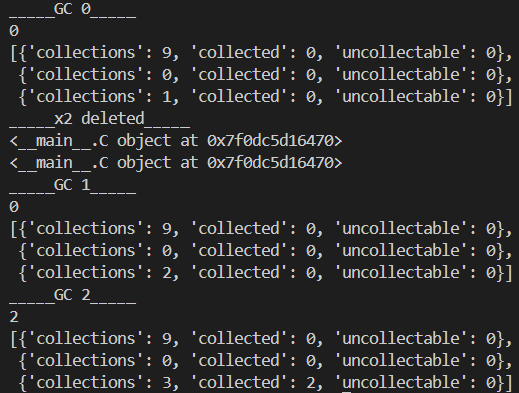 _____GC 0_____
0
[{'collections': 9, 'collected': 0, 'uncollectable': 0},
 {'collections': 0, 'collected': 0, 'uncollectable': 0},
 {'collections': 1, 'collected': 0, 'uncollectable': 0}]
_____x2 deleted_____
<__main__.C object at 0x7f0dc5d16470>
<__main__.C object at 0x7f0dc5d16470>
_____GC 1_____
0
[{'collections': 9, 'collected': 0, 'uncollectable': 0},
 {'collections': 0, 'collected': 0, 'uncollectable': 0},
 {'collections': 2, 'collected': 0, 'uncollectable': 0}]
_____GC 2_____
2
[{'collections': 9, 'collected': 0, 'uncollectable': 0},
 {'collections': 0, 'collected': 0, 'uncollectable': 0},
 {'collections': 3, 'collected': 2, 'uncollectable': 0}]